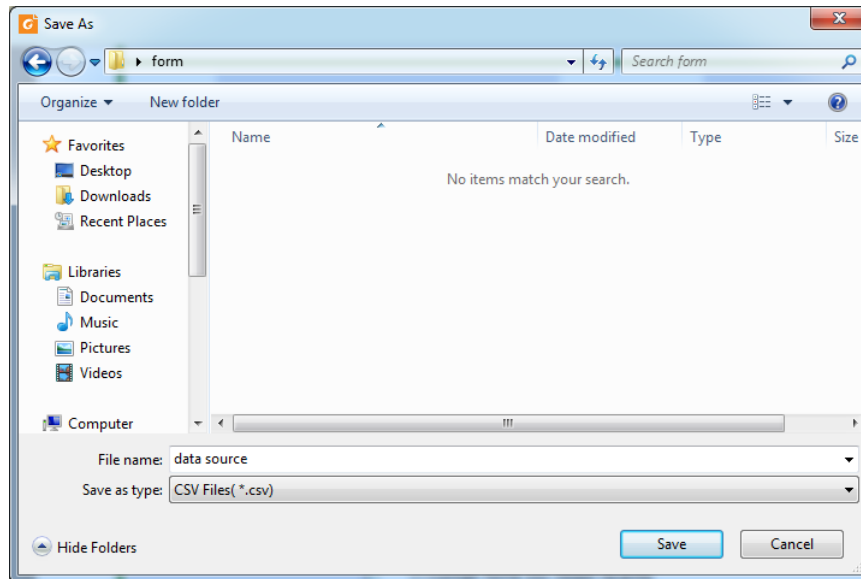 Save As
form
Search form
Organize
New folder
Name
Date modified
Type
Size
No items match your search.
Favorites
Desktop
Downloads
Recent Places
Libraries
Documents
Music
Pictures
Videos
Computer
File name: data source
Save as type: CSV Files( *.csv)
Hide Folders
Save
Cancel